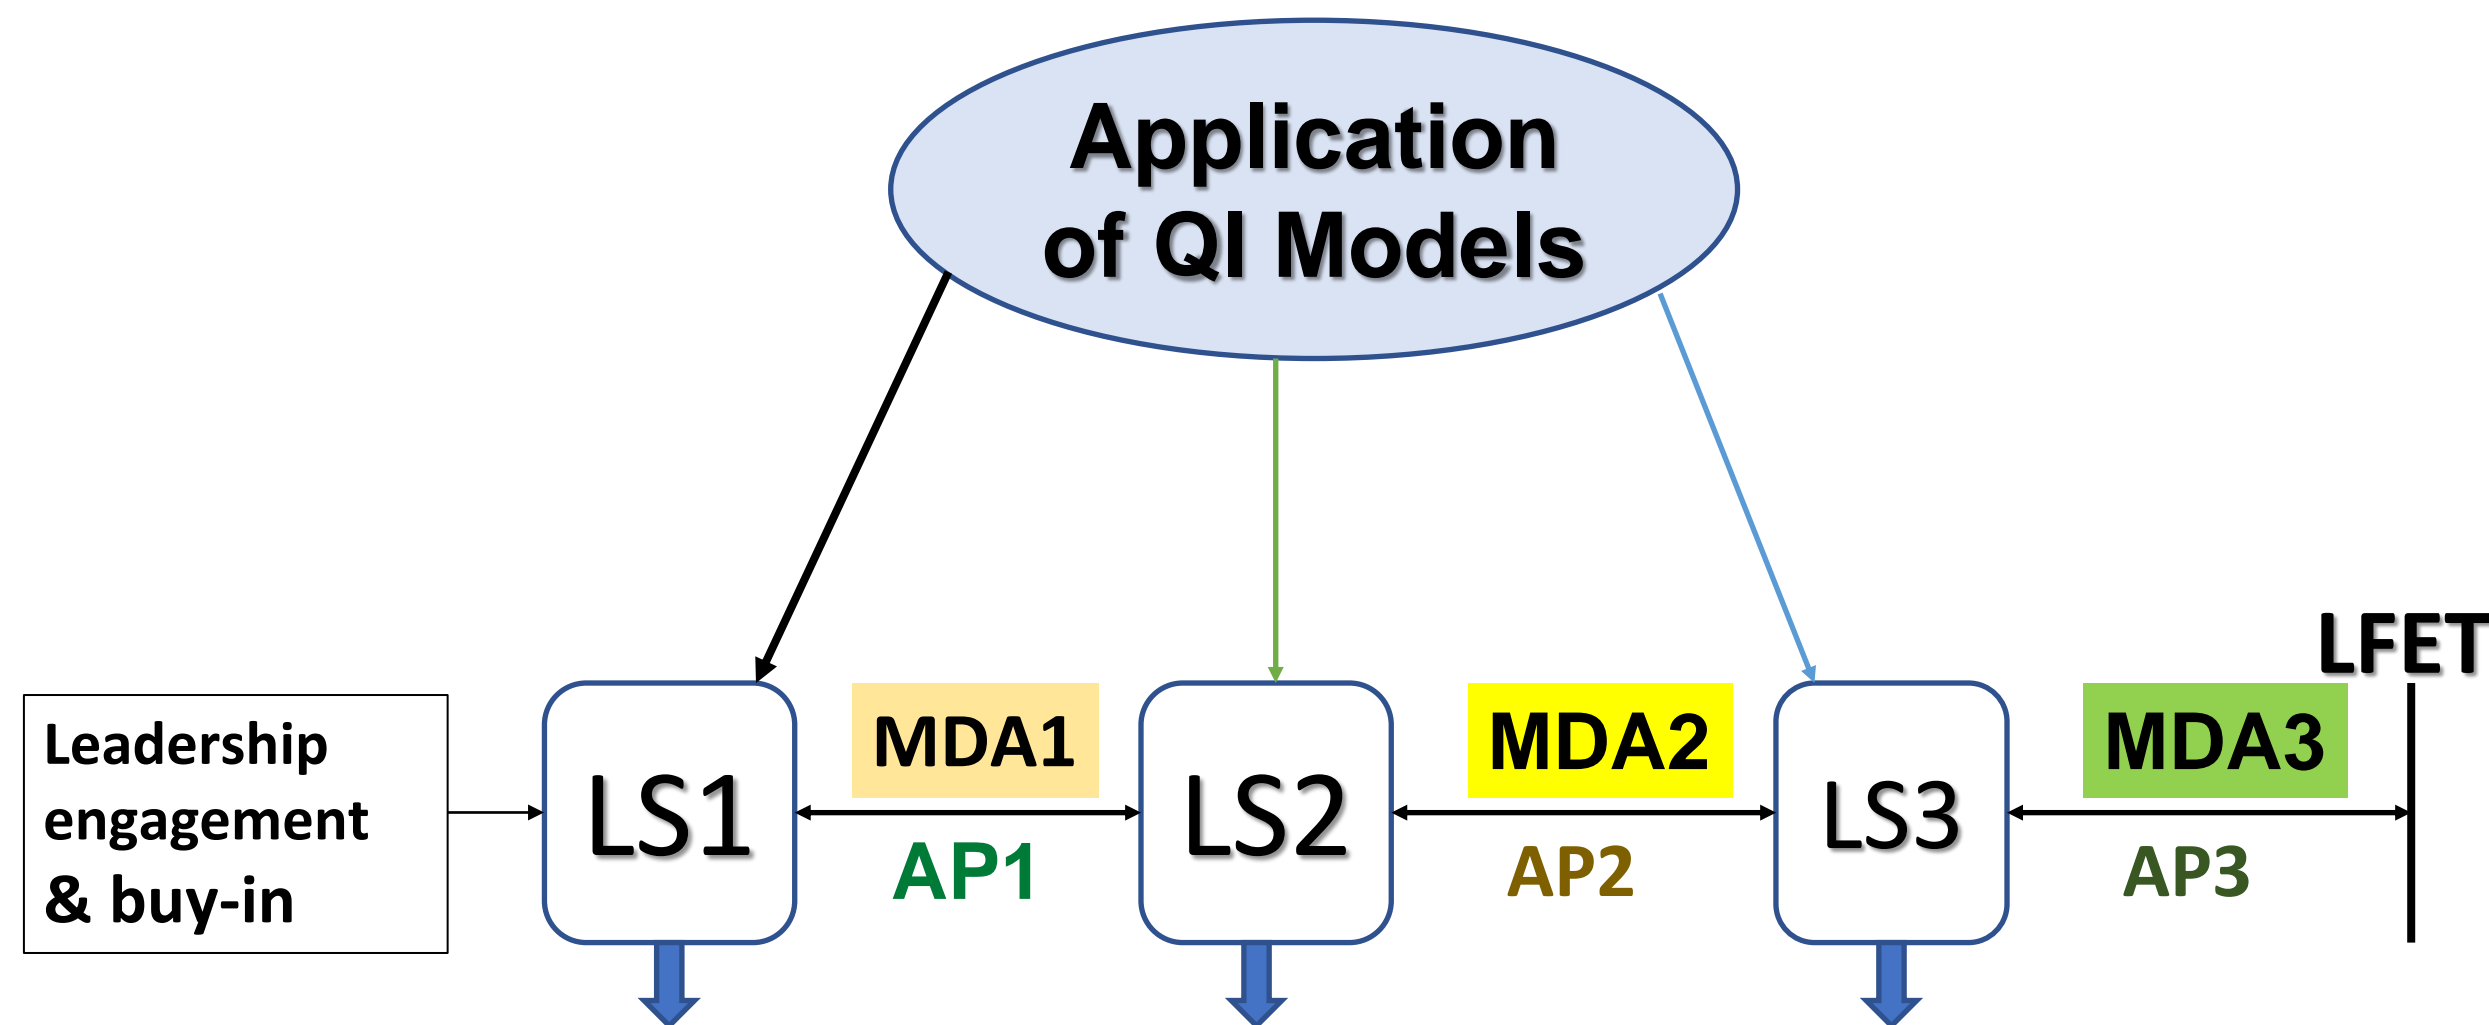 Application
of QI Models
LFET
Leadership
engagement
& buy-in
LS1
MDA1
AP1
LS2
MDA2
AP2
LS3
MDA3
AP3